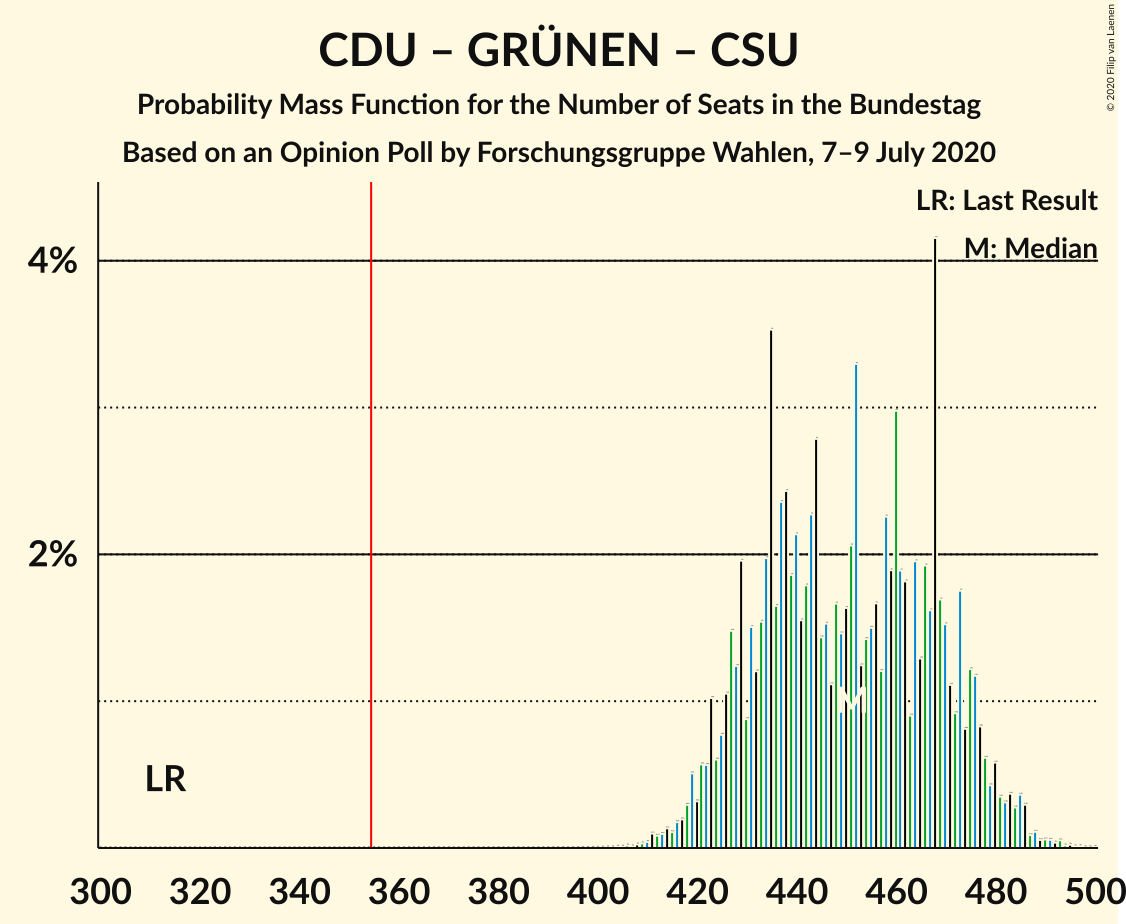 CDU – GRÜNEN – CSU
Probability Mass Function for the Number of Seats in the Bundestag
Based on an Opinion Poll by Forschungsgruppe Wahlen, 7–9 July 2020
© 2020 Filip van Laenen
LR: Last Result
M: Median
4%
2%
M
LR
300 320 340 360 380 400 420 440 460 480 500